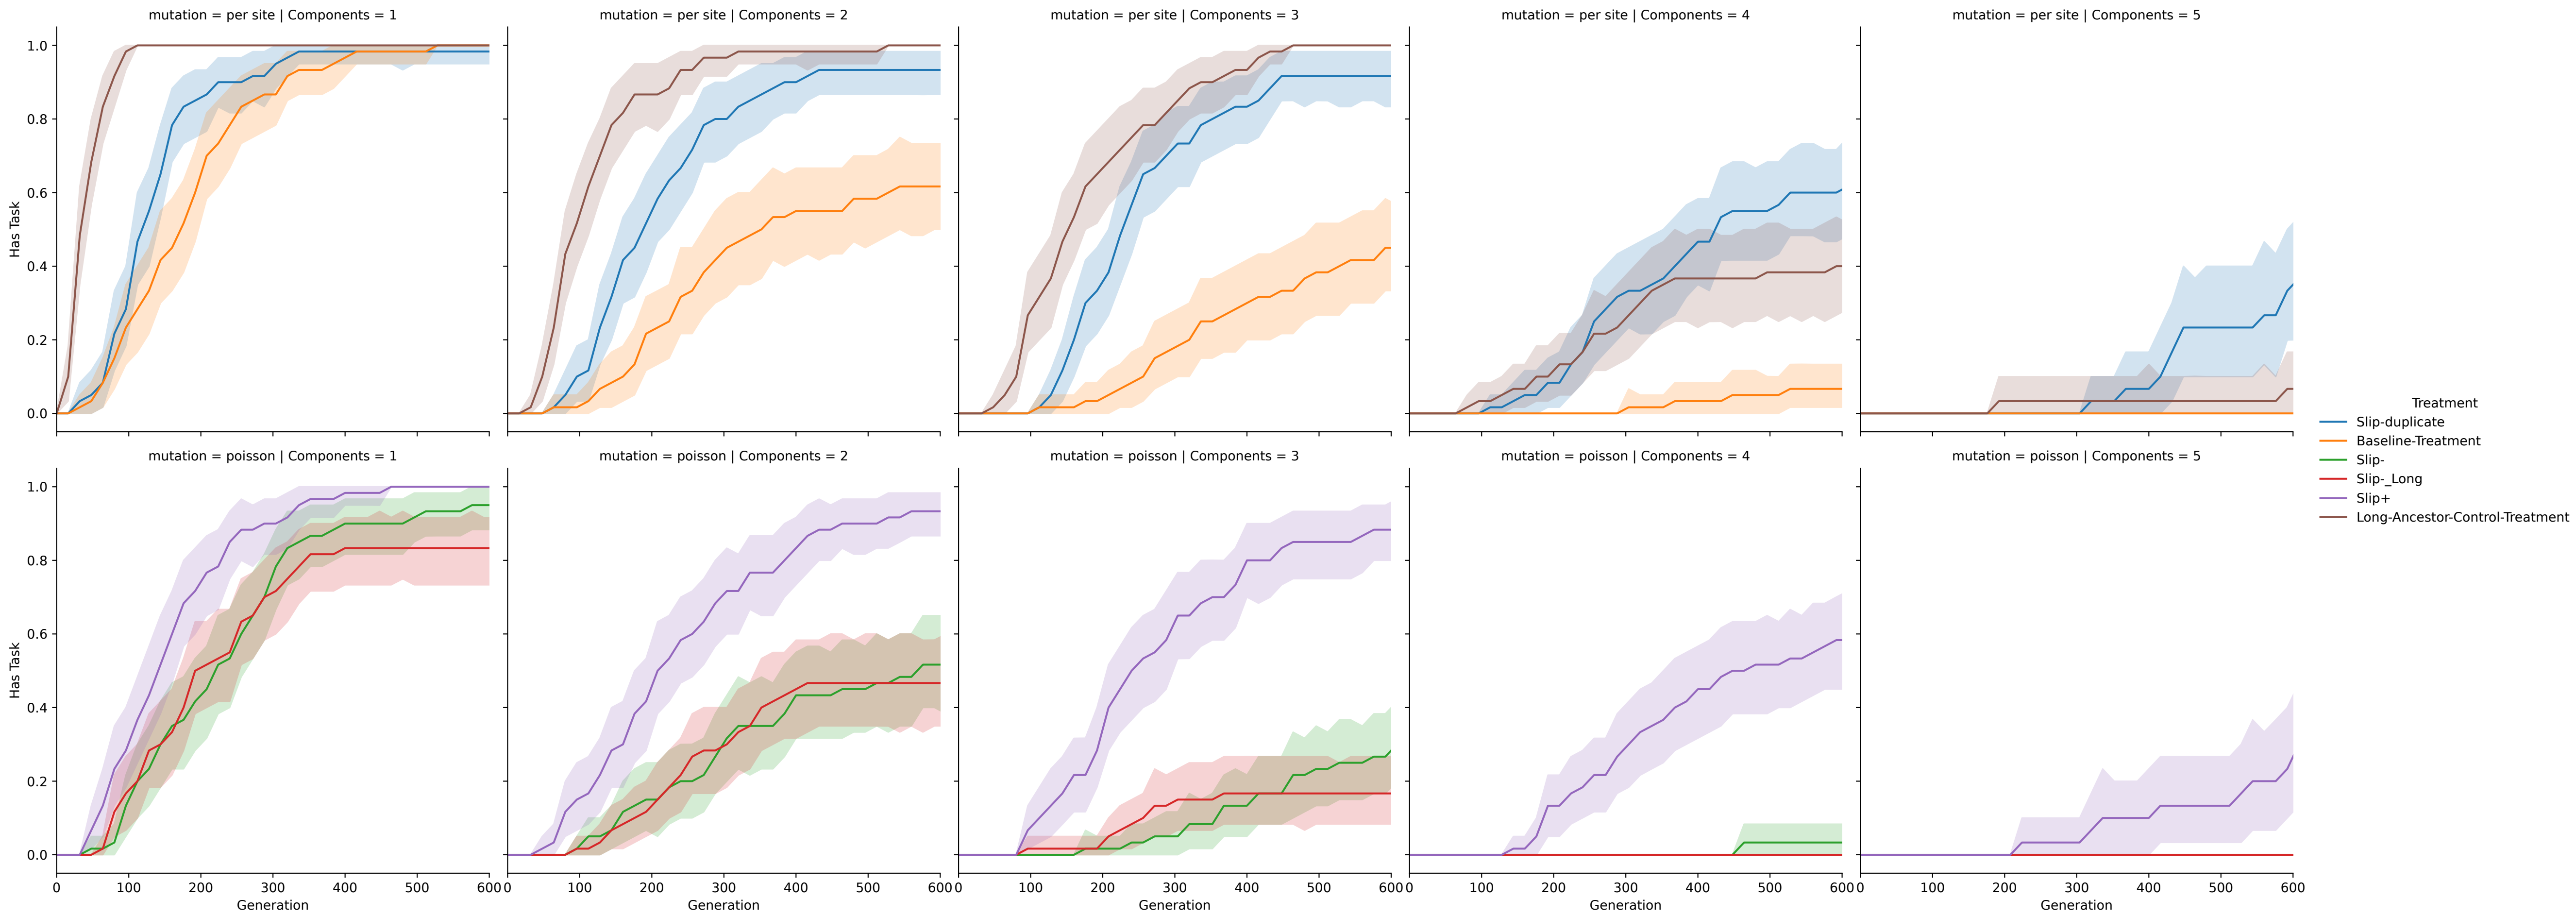 mutation = per site | Components = 1
mutation = per site | Components = 2
mutation = per site | Components = 3
mutation = per site | Components = 4
mutation = per site | Components = 5
1.0
0.8
0.6
0.4
0.2
0.0
Has Task
mutation = poisson | Components = 1
mutation = poisson | Components = 2
mutation = poisson | Components = 3
mutation = poisson | Components = 4
mutation = poisson | Components = 5
1.0
0.8
0.6
0.4
0.2
0.0
Has Task
0 100 200 300 400 500 600
0 100 200 300 400 500 600
0 100 200 300 400 500 600
0 100 200 300 400 500 600
0 100 200 300 400 500 600
Generation
Generation
Generation
Generation
Generation
Treatment
Slip-duplicate
Baseline-Treatment
Slip-
Slip-_Long
Slip+
Long-Ancestor-Control-Treatment